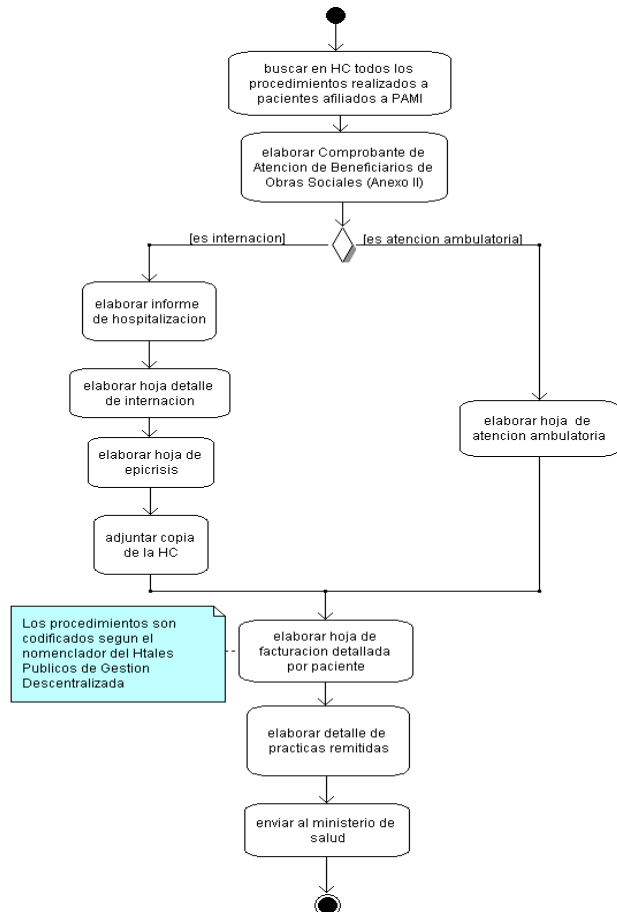 buscar en HC todos los
procedimientos realizados a
pacientes afiliados a PAMI
elaborar Comprobante de
Atencion de Beneficiarios de
Obras Sociales (Anexo II)
[es internacion]
[es atencion ambulatoria]
elaborar informe
de hospitalizacion
elaborar hoja detalle
de internacion
elaborar hoja de
epicrisis
adjuntar copia
de la HC
elaborar hoja de
atencion ambulatoria
Los procedimientos son
codificados segun el
nomenclador del Htales
Publicos de Gestion
Descentralizada
elaborar hoja de
facturacion detallada
por paciente
elaborar detalle de
practicas remitidas
enviar al ministerio de
salud